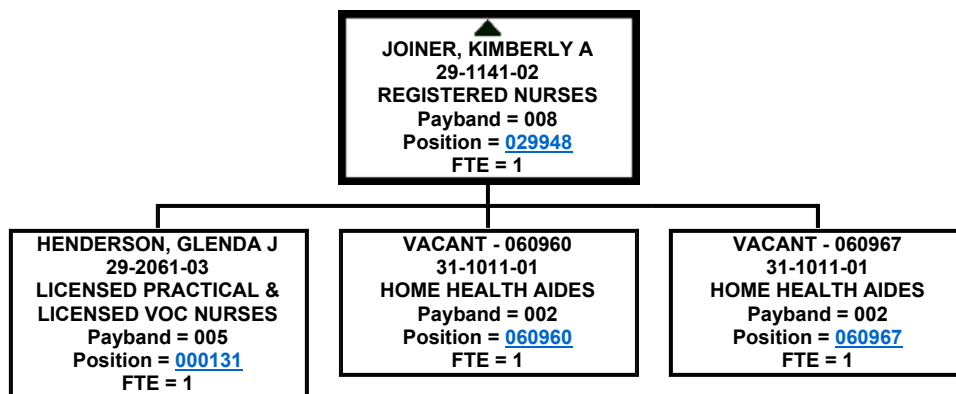 JOINER, KIMBERLY A
29-1141-02
REGISTERED NURSES
Payband = 008
Position = 029948
FTE = 1
HENDERSON, GLENDA J
29-2061-03
LICENSED PRACTICAL &
LICENSED VOC NURSES
Payband = 005
Position = 000131
FTE = 1
VACANT - 060960
31-1011-01
HOME HEALTH AIDES
Payband = 002
Position = 060960
FTE = 1
VACANT - 060967
31-1011-01
HOME HEALTH AIDES
Payband = 002
Position = 060967
FTE = 1